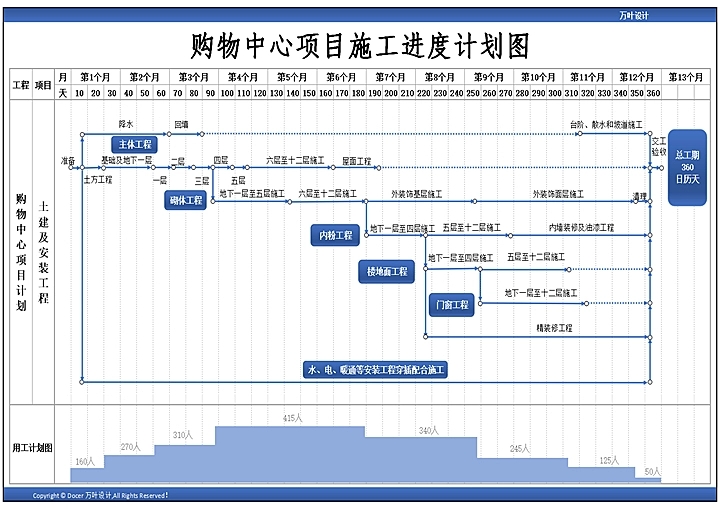 万叶设计
购物中心项目施工进度计划图
工程 项目 月 第1个月 第2个月 第3个月 第4个月 第5个月 第6个月 第7个月 第8个月 第9个月 第10个月 第11个月 第12个月 第13个月
天 10 20 30 40 50 60 70 80 90 100 110 120 130 140 150 160 170 180 190 200 210 220 230 240 250 260 270 280 290 300 310 320 330 340 350 360
降水 回填 台阶、散水和坡道施工
主体工程
交工验收
准备 基础及地下一层 二层 四层 六层至十二层施工 屋面工程
总工期
360
日历天
土方工程 一层 三层 五层
砌体工程
地下一层至五层施工 六层至十二层施工 外装饰基层施工 外装饰面层施工 清理
购物中心项目计划
土建及安装工程
内粉工程
地下一层至四层施工 五层至十二层施工 内墙装修及油漆工程
楼地面工程
地下一层至四层施工 五层至十二层施工
门窗工程
地下一层至十二层施工
精装修工程
水、电、暖通等安装工程穿插配合施工
用工计划图
160人
270人
310人
415人
340人
245人
125人
50人
Copyright © Docer 万叶设计,All Rights Reserved!